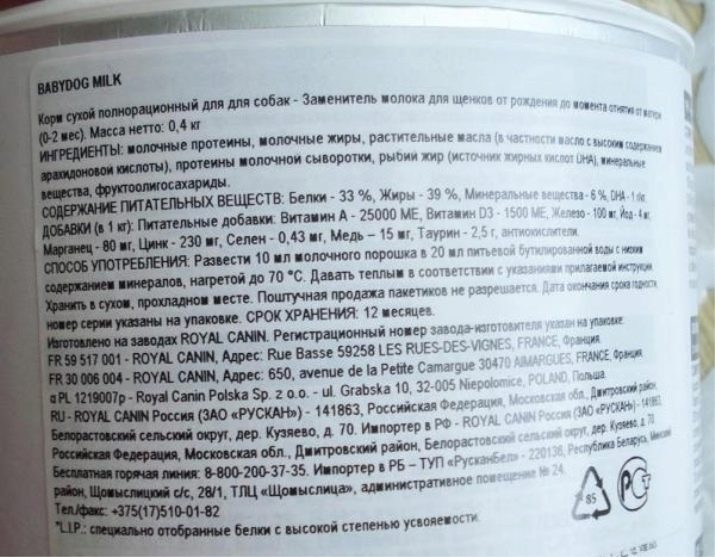 BABYDOG MILK
Корм сухой полнорационный для для собак - Заменитель молока для щенков от рождения до момента отнятия от матери
(0-2 мес). Масса нетто: 0,4 кг
ИНГРЕДИЕНТЫ: молочные протеины, молочные жиры, растительные масла (в частности масло с высоким содержанием
арахидоновой кислоты), протеины молочной сыворотки, рыбий жир (источник жирных кислот DHA), минеральные
вещества, фруктоолигосахариды.
СОДЕРЖАНИЕ ПИТАТЕЛЬНЫХ ВЕЩЕСТВ: Белки - 33 %, Жиры - 39 %, Минеральные вещества - 6 %, DHA - 1 г/кг.
ДОБАВКИ (в 1 кг): Питательные добавки: Витамин А - 25000 МЕ, Витамин D3 - 1500 МЕ, Железо - 100 мг, Йод - 4 мг,
Марганец - 80 мг, Цинк - 230 мг, Селен - 0,43 мг, Медь – 15 мг, Таурин - 2,5 г, антиокислители.
СПОСОБ УПОТРЕБЛЕНИЯ: Развести 10 мл молочного порошка в 20 мл питьевой бутилированной воды с низким
содержанием минералов, нагретой до 70 °С. Давать теплым в соответствии с указаниями прилагаемой инструкции.
Хранить в сухом, прохладном месте. Поштучная продажа пакетиков не разрешается. Дата окончания срока годности,
номер серии указаны на упаковке. СРОК ХРАНЕНИЯ: 12 месяцев.
Изготовлено на заводах ROYAL CANIN. Регистрационный номер завода-изготовителя указан на упаковке:
FR 59 517 001 - ROYAL CANIN, Адрес: Rue Basse 59258 LES RUES-DES-VIGNES, FRANCE, Франция.
FR 30 006 004 - ROYAL CANIN, Адрес: 650, avenue de la Petite Camargue 30470 AIMARGUES, FRANCE, Франция
α PL 1219007p - Royal Canin Polska Sp. z o.o. - ul. Grabska 10, 32-005 Niepolomice, POLAND, Польша.
RU - ROYAL CANIN Россия (ЗАО «РУСКАН») - 141863, Российская Федерация, Московская обл., Дмитровский район,
Белорастовский сельский округ, дер. Кузяево, д. 70. Импортер в РФ - ROYAL CANIN Россия (ЗАО «РУСКАН») - 141863,
Российская Федерация, Московская обл., Дмитровский район, Белорастовский сельский округ, дер. Кузяево, д. 70
Бесплатная горячая линия: 8-800-200-37-35. Импортер в РБ – ТУП «РусканБел» - 220136, Республика Беларусь, Минский
район, Щомыслицкий с/с, 28/1, ТЛЦ «Щомыслица», административное помещение № 24.
Тел./факс: +375(17)510-01-82
*L.I.P.: специально отобранные белки с высокой степенью усвояемости.
85
РСТ